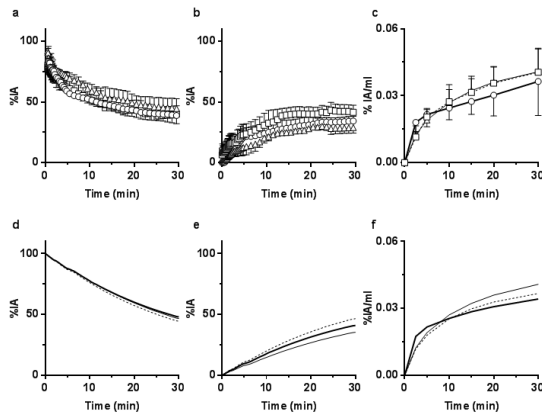 a
b
c
100
50
0
%IA
0 10 20 30
Time (min)
100
50
0
%IA
0 10 20 30
Time (min)
0.06
0.03
0.00
% IA/ml
0 10 20 30
Time (min)
d
e
f
100
50
0
%IA
0 10 20 30
Time (min)
100
50
0
%IA
0 10 20 30
Time (min)
0.06
0.03
0.00
%IA/ml
0 10 20 30
Time (min)